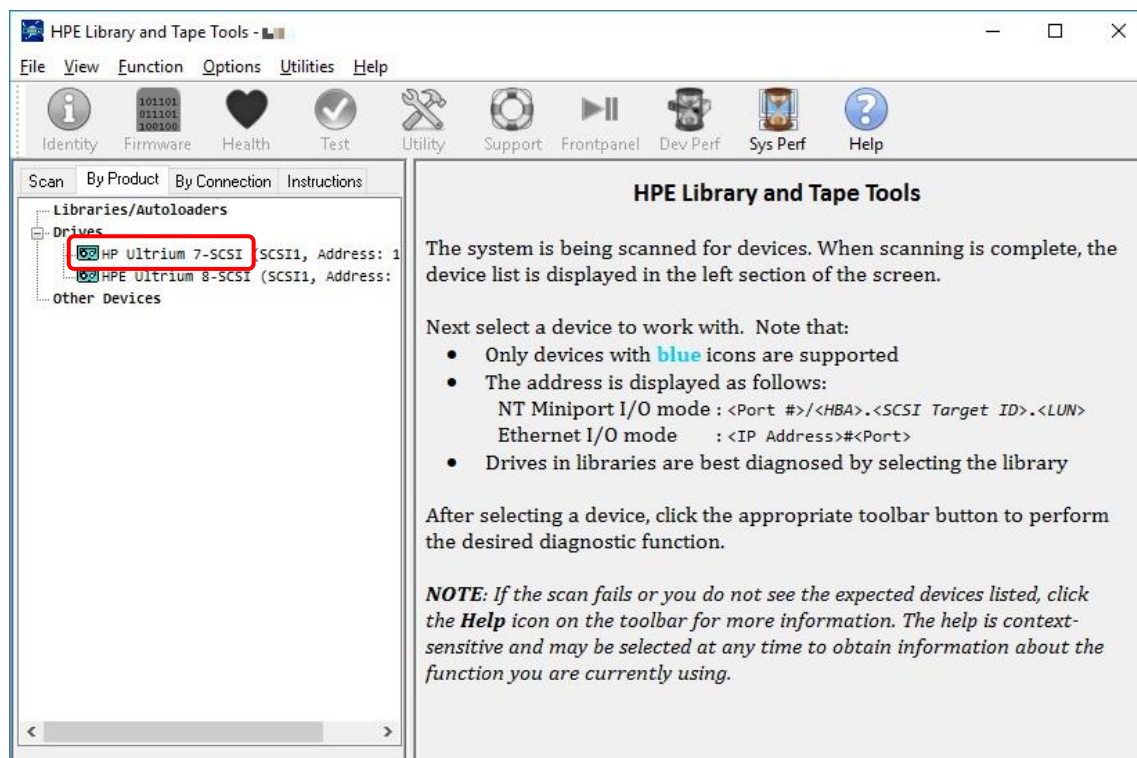 HPE Library and Tape Tools -
File View Function Options Utilities Help
101101
011101
100100
Identity Firmware Health Test Utility Support Frontpanel Dev Perf Sys Perf Help
Scan By Product By Connection Instructions
Libraries/Autoloaders
Drives
HP Ultrium 7-SCSI (SCSI1, Address: 1
HPE Ultrium 8-SCSI (SCSI1, Address:
Other Devices
HPE Library and Tape Tools
The system is being scanned for devices. When scanning is complete, the
device list is displayed in the left section of the screen.
Next select a device to work with. Note that:
• Only devices with blue icons are supported
• The address is displayed as follows:
NT Miniport I/O mode : <Port #>/<HBA>.<SCSI Target ID>.<LUN>
Ethernet I/O mode : <IP Address>#<Port>
• Drives in libraries are best diagnosed by selecting the library
After selecting a device, click the appropriate toolbar button to perform
the desired diagnostic function.
NOTE: If the scan fails or you do not see the expected devices listed, click
the Help icon on the toolbar for more information. The help is context-
sensitive and may be selected at any time to obtain information about the
function you are currently using.